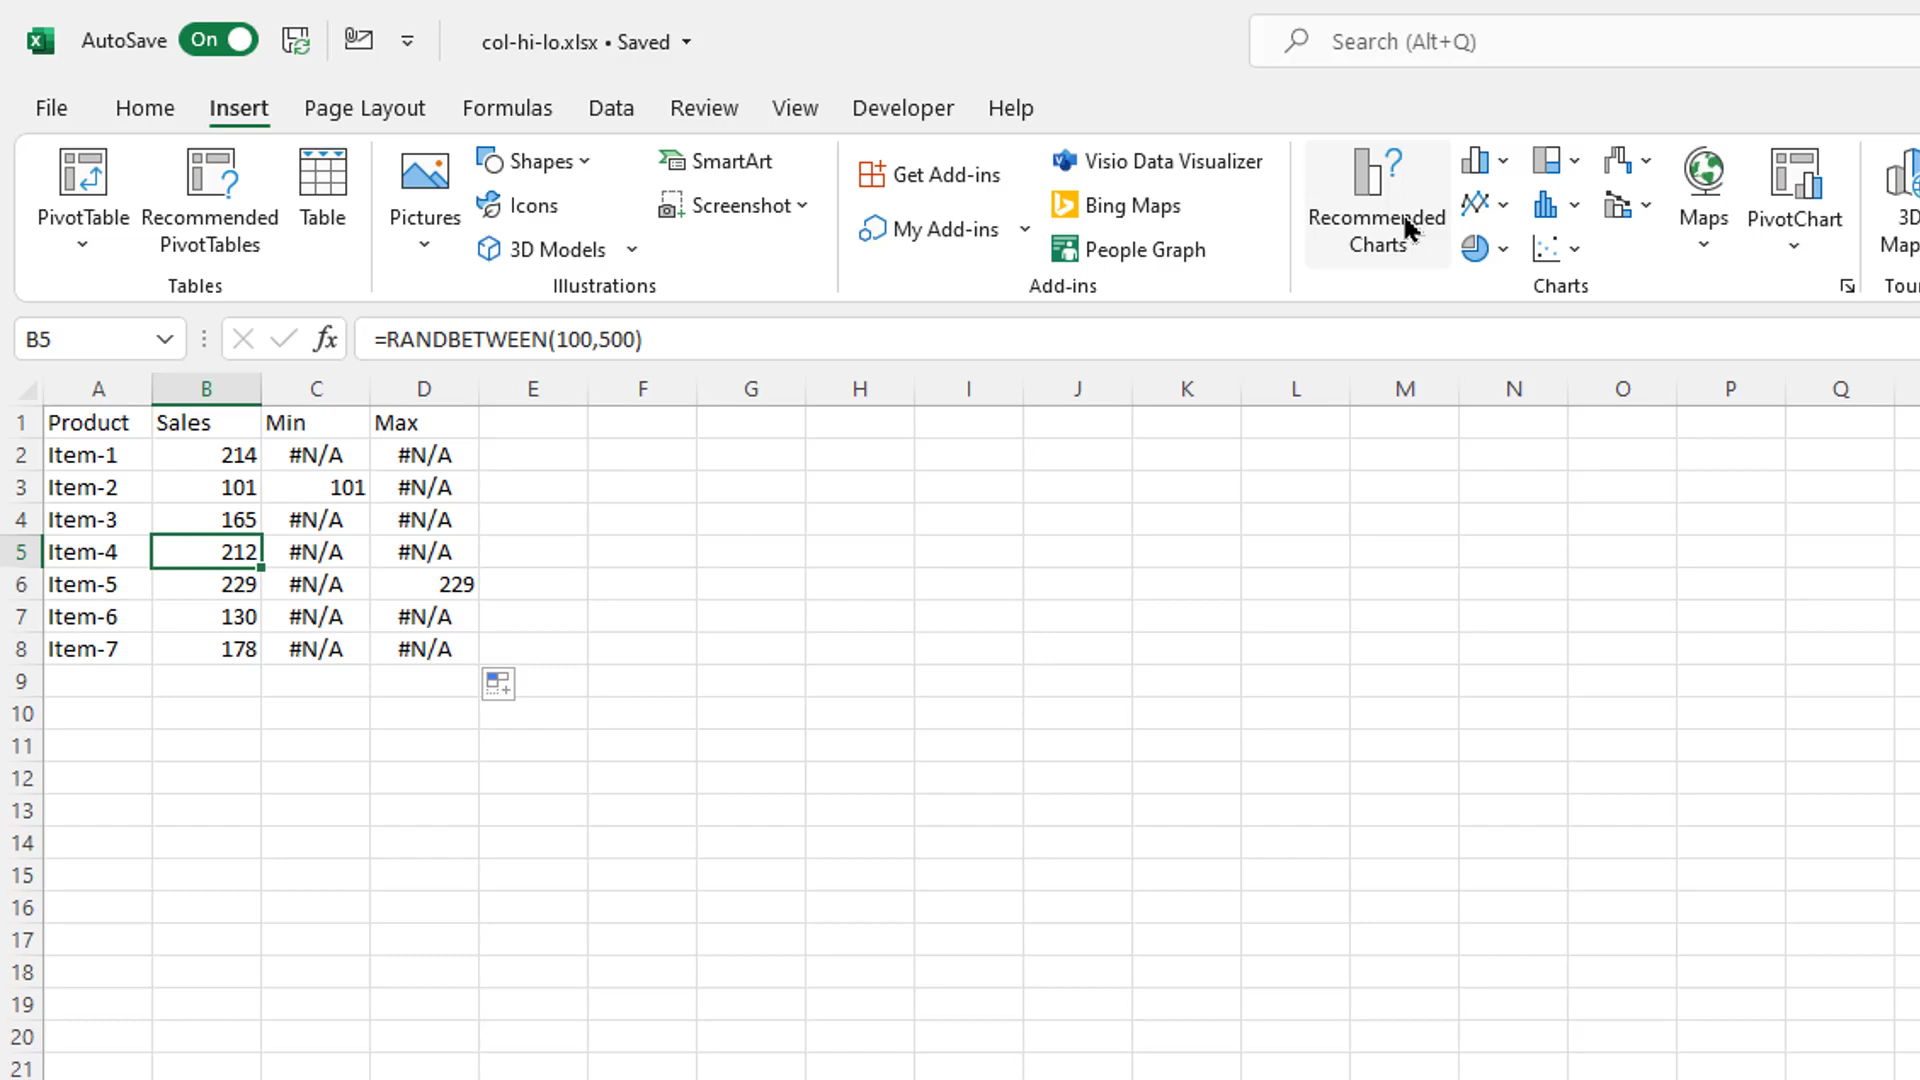 AutoSave On col-hi-lo.xlsx • Saved Search (Alt+Q)
File Home Insert Page Layout Formulas Data Review View Developer Help
PivotTable
Recommended PivotTables
Table
Tables
Pictures
Shapes
Icons
3D Models
SmartArt
Screenshot
Illustrations
Get Add-ins
My Add-ins
Visio Data Visualizer
Bing Maps
People Graph
Add-ins
Recommended Charts
Maps
PivotChart
Charts
3D
Map
Tour
B5 fx =RANDBETWEEN(100,500)
A B C D E F G H I J K L M N O P Q
1 Product Sales Min Max
2 Item-1 214 #N/A #N/A
3 Item-2 101 101 #N/A
4 Item-3 165 #N/A #N/A
5 Item-4 212 #N/A #N/A
6 Item-5 229 #N/A 229
7 Item-6 130 #N/A #N/A
8 Item-7 178 #N/A #N/A
9
10
11
12
13
14
15
16
17
18
19
20
21